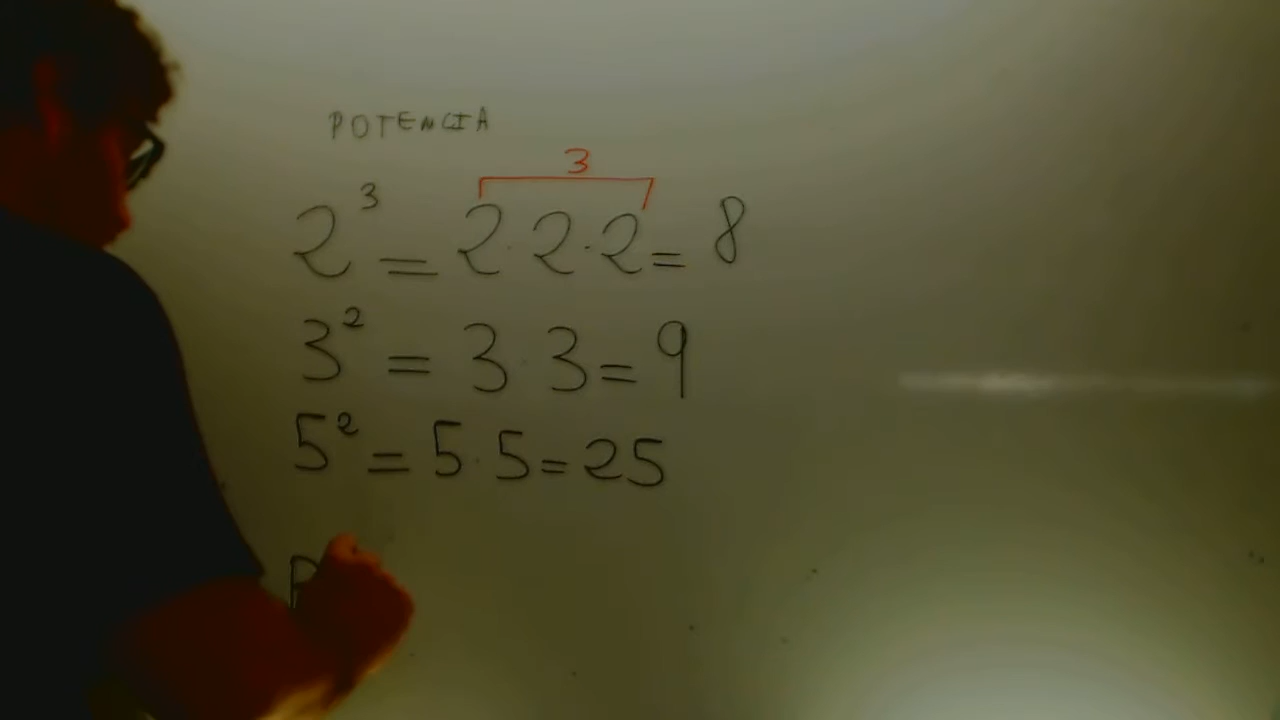 POTENCIA
3
2³ = 2·2·2 = 8
3² = 3·3 = 9
5² = 5·5 = 25